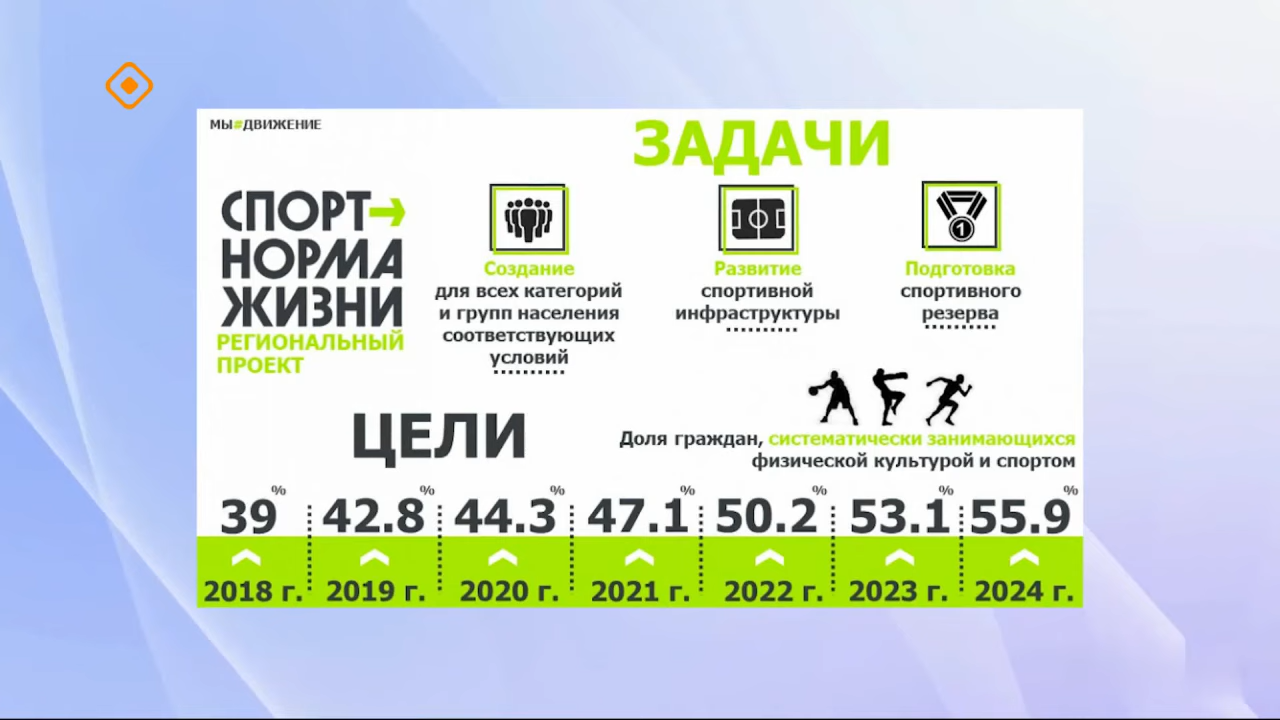 МЫ#ДВИЖЕНИЕ
СПОРТ→
НОРМА
ЖИЗНИ
РЕГИОНАЛЬНЫЙ
ПРОЕКТ
ЗАДАЧИ
Создание
для всех категорий
и групп населения
соответствующих
условий
Развитие
спортивной
инфраструктуры
Подготовка
спортивного
резерва
1
ЦЕЛИ
Доля граждан, систематически занимающихся
физической культурой и спортом
39% 42.8% 44.3% 47.1% 50.2% 53.1% 55.9%
2018 г. 2019 г. 2020 г. 2021 г. 2022 г. 2023 г. 2024 г.